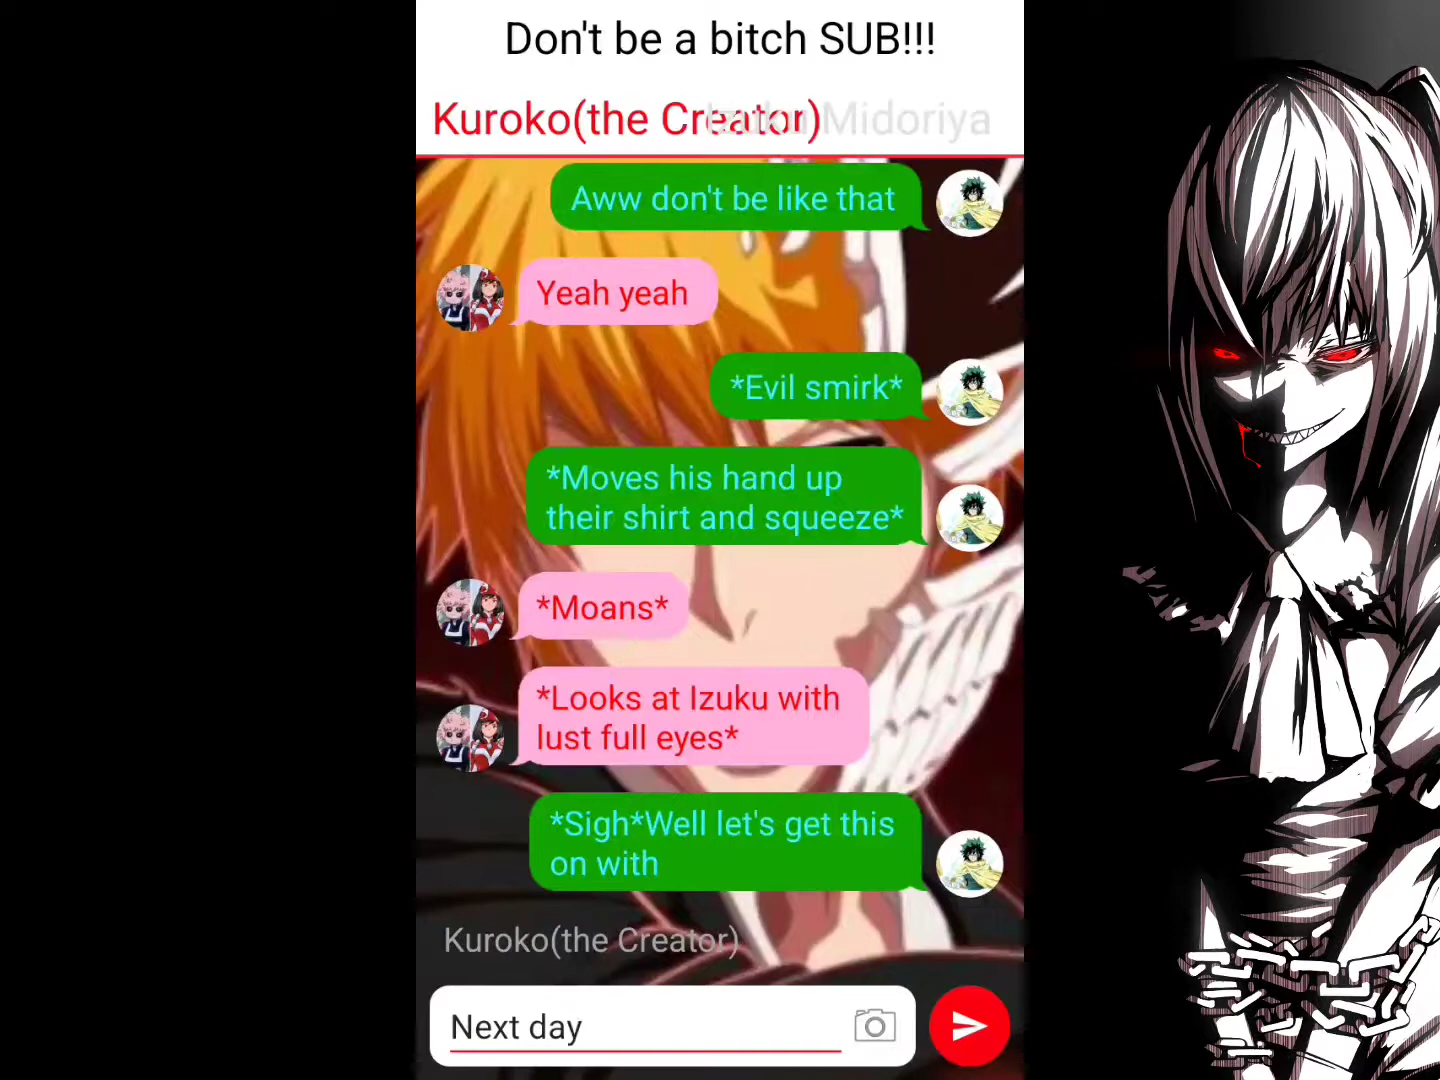 Don't be a bitch SUB!!!
Kuroko(the Creator) Izuku Midoriya
Aww don't be like that
Yeah yeah
*Evil smirk*
*Moves his hand up
their shirt and squeeze*
*Moans*
*Looks at Izuku with
lust full eyes*
*Sigh*Well let's get this
on with
Kuroko(the Creator)
Next day